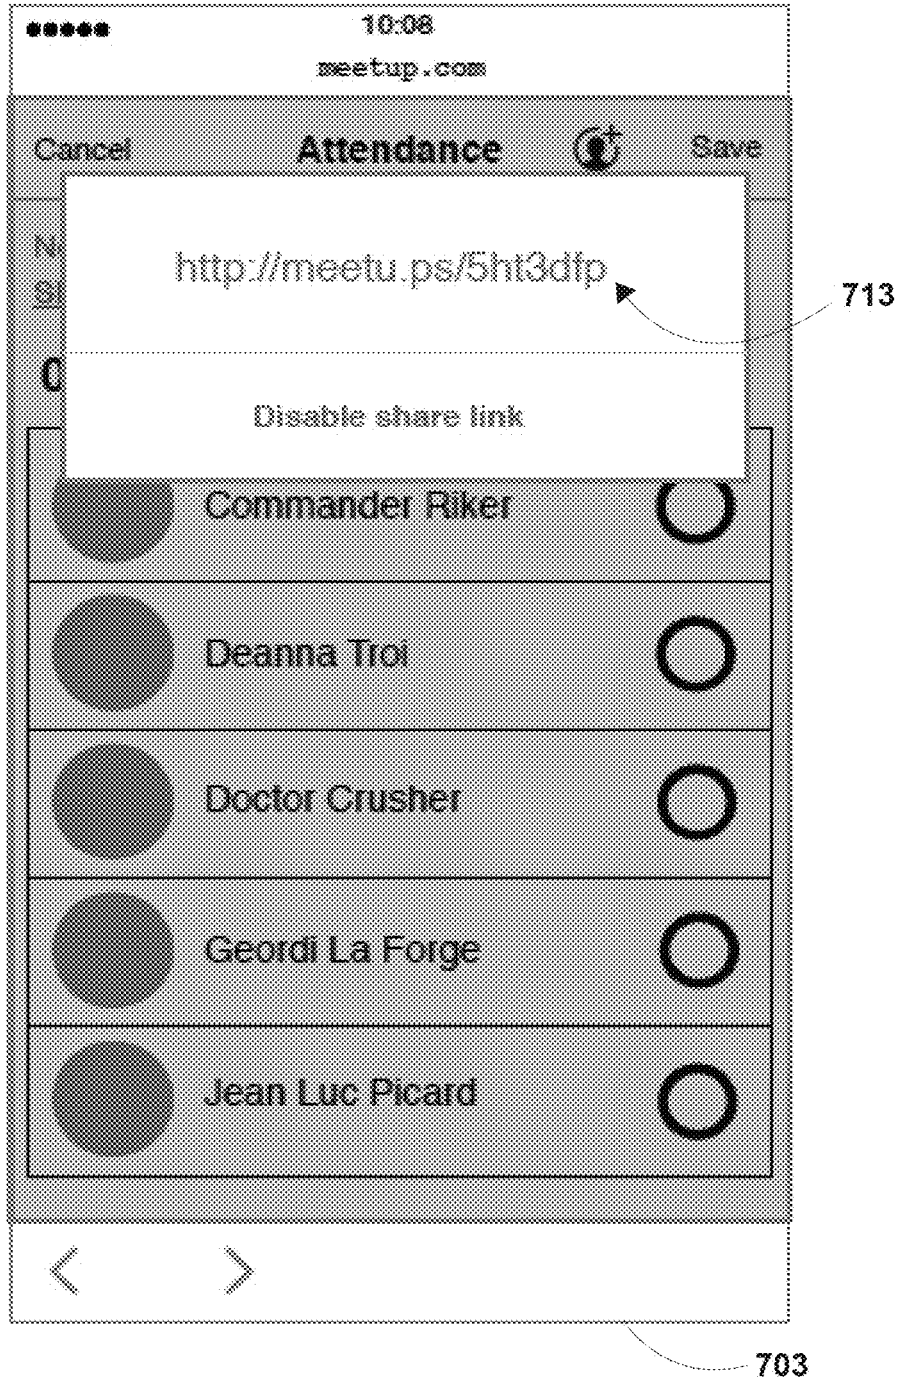 10:08
meetup.com
Cancel Attendance Save
http://meetu.ps/5ht3dfp
713
Disable share link
Commander Riker
Deanna Troi
Doctor Crusher
Geordi La Forge
Jean Luc Picard
703